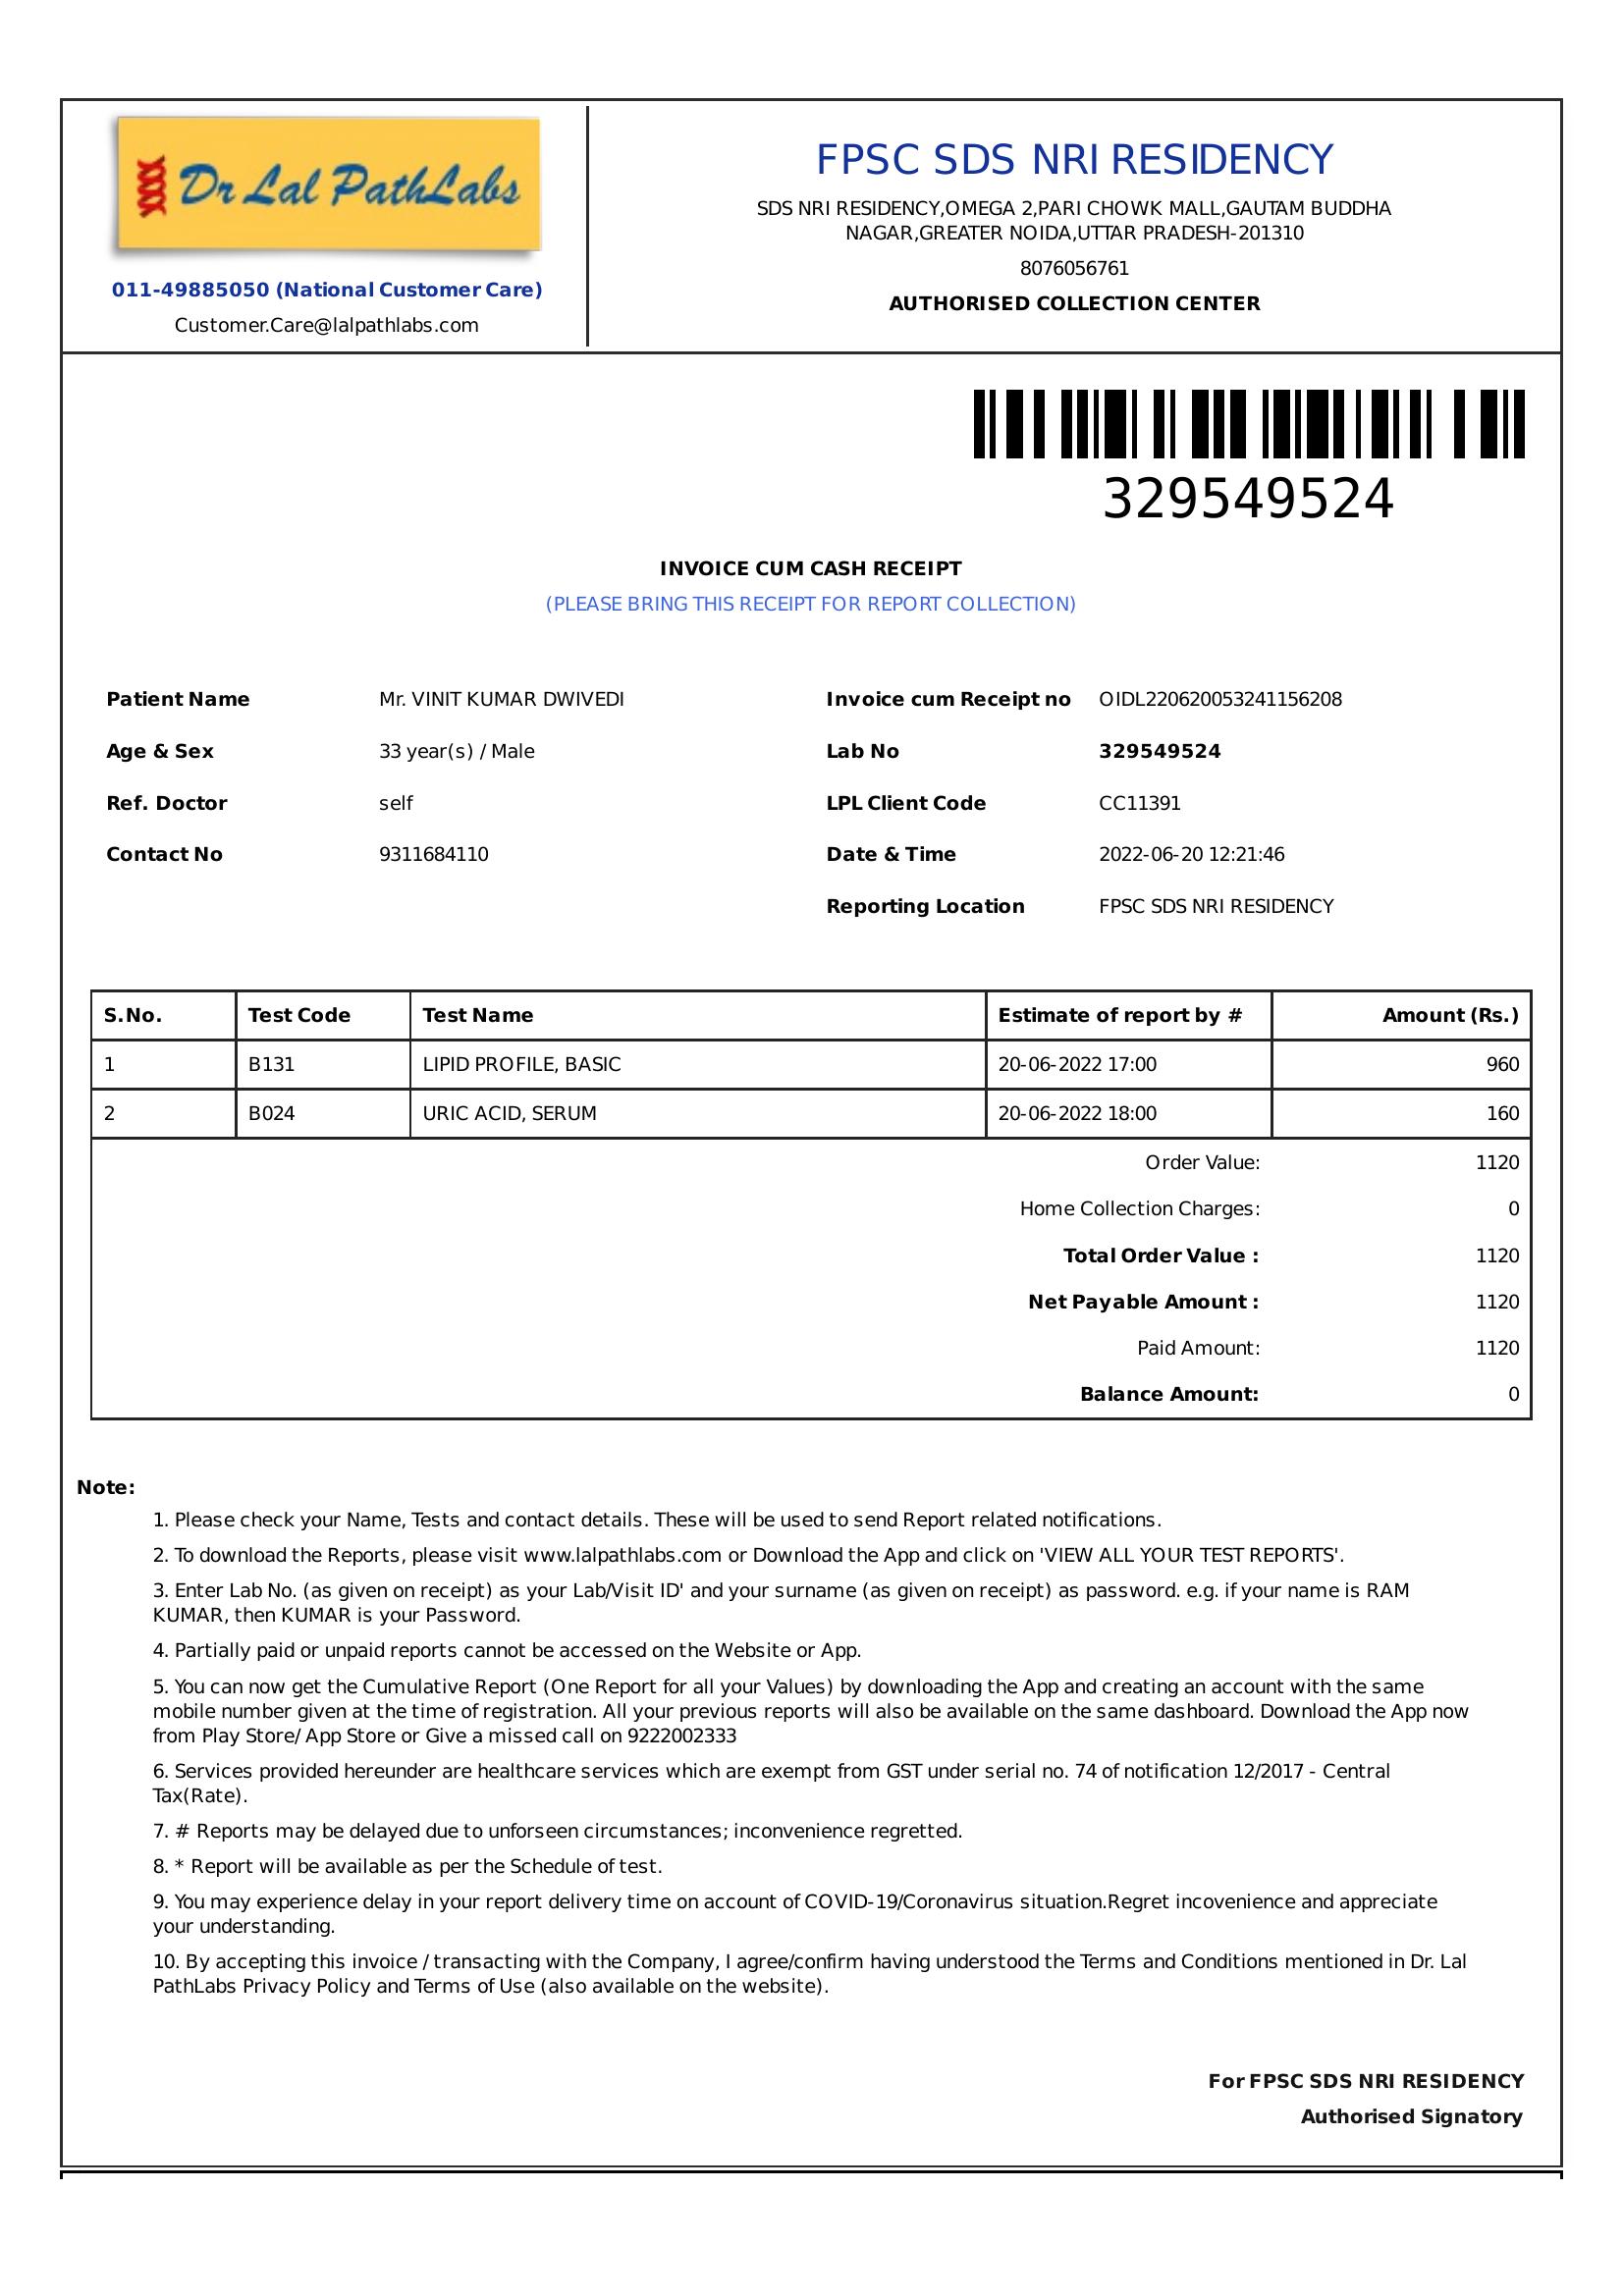 Dr Lal PathLabs
011-49885050 (National Customer Care)
Customer.Care@lalpathlabs.com
FPSC SDS NRI RESIDENCY
SDS NRI RESIDENCY,OMEGA 2,PARI CHOWK MALL,GAUTAM BUDDHA
NAGAR,GREATER NOIDA,UTTAR PRADESH-201310
8076056761
AUTHORISED COLLECTION CENTER
329549524
INVOICE CUM CASH RECEIPT
(PLEASE BRING THIS RECEIPT FOR REPORT COLLECTION)
Patient Name Mr. VINIT KUMAR DWIVEDI Invoice cum Receipt no OIDL220620053241156208
Age & Sex 33 year(s) / Male Lab No 329549524
Ref. Doctor self LPL Client Code CC11391
Contact No 9311684110 Date & Time 2022-06-20 12:21:46
Reporting Location FPSC SDS NRI RESIDENCY
S.No. Test Code Test Name Estimate of report by # Amount (Rs.)
1 B131 LIPID PROFILE, BASIC 20-06-2022 17:00 960
2 B024 URIC ACID, SERUM 20-06-2022 18:00 160
Order Value: 1120
Home Collection Charges: 0
Total Order Value : 1120
Net Payable Amount : 1120
Paid Amount: 1120
Balance Amount: 0
Note:
1. Please check your Name, Tests and contact details. These will be used to send Report related notifications.
2. To download the Reports, please visit www.lalpathlabs.com or Download the App and click on 'VIEW ALL YOUR TEST REPORTS'.
3. Enter Lab No. (as given on receipt) as your Lab/Visit ID' and your surname (as given on receipt) as password. e.g. if your name is RAM
KUMAR, then KUMAR is your Password.
4. Partially paid or unpaid reports cannot be accessed on the Website or App.
5. You can now get the Cumulative Report (One Report for all your Values) by downloading the App and creating an account with the same
mobile number given at the time of registration. All your previous reports will also be available on the same dashboard. Download the App now
from Play Store/ App Store or Give a missed call on 9222002333
6. Services provided hereunder are healthcare services which are exempt from GST under serial no. 74 of notification 12/2017 - Central
Tax(Rate).
7. # Reports may be delayed due to unforseen circumstances; inconvenience regretted.
8. * Report will be available as per the Schedule of test.
9. You may experience delay in your report delivery time on account of COVID-19/Coronavirus situation.Regret incovenience and appreciate
your understanding.
10. By accepting this invoice / transacting with the Company, I agree/confirm having understood the Terms and Conditions mentioned in Dr. Lal
PathLabs Privacy Policy and Terms of Use (also available on the website).
For FPSC SDS NRI RESIDENCY
Authorised Signatory